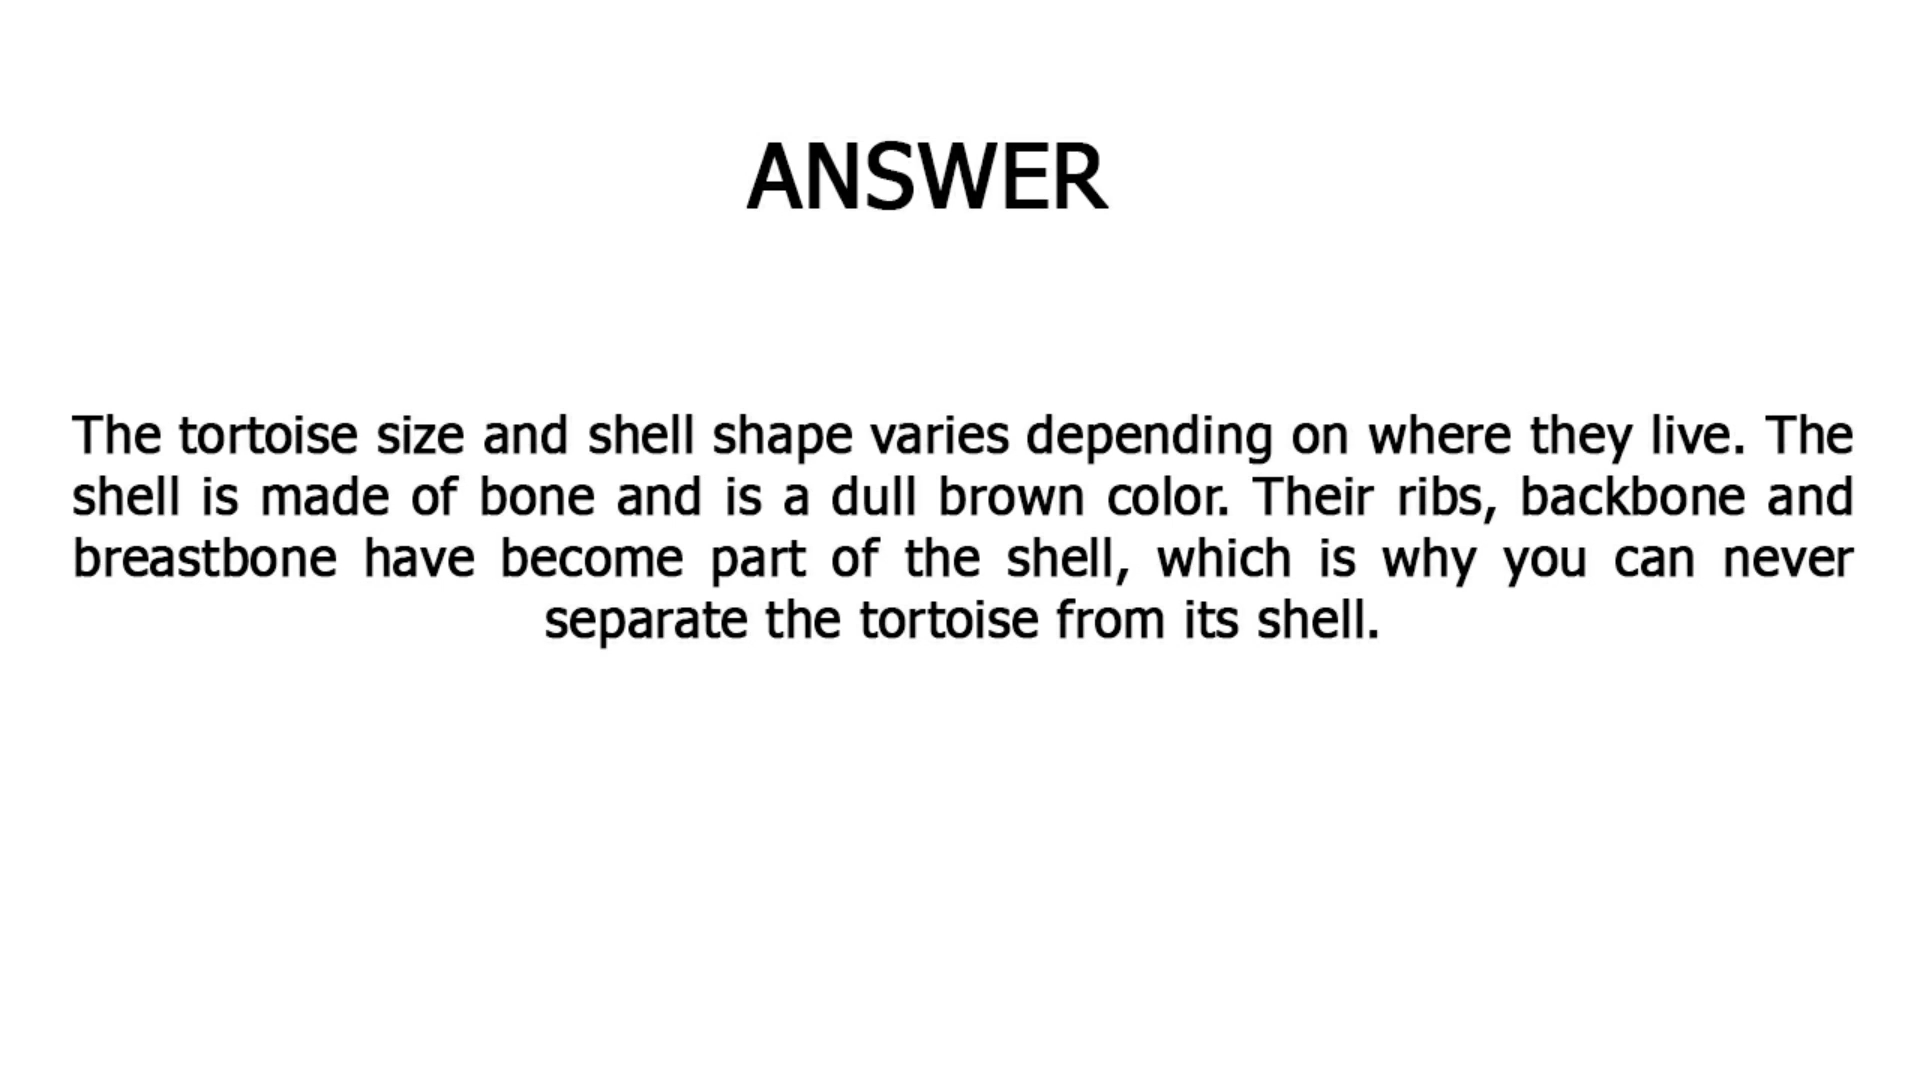 ANSWER
The tortoise size and shell shape varies depending on where they live. The
shell is made of bone and is a dull brown color. Their ribs, backbone and
breastbone have become part of the shell, which is why you can never
separate the tortoise from its shell.